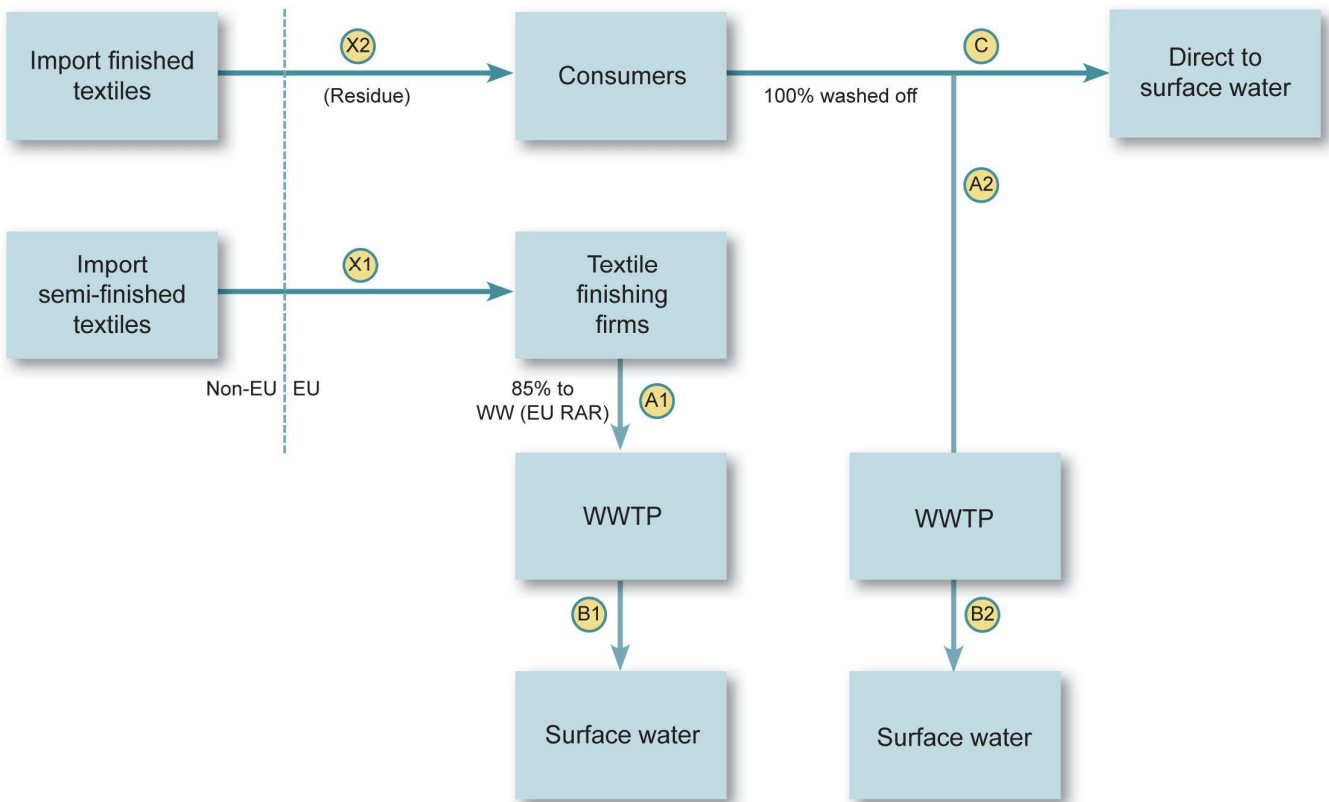 Import finished
textiles
X2
(Residue)
Consumers
C
100% washed off
Direct to
surface water
A2
Import
semi-finished
textiles
X1
Textile
finishing
firms
Non-EU
EU
85% to
WW (EU RAR)
A1
WWTP
WWTP
B1
B2
Surface water
Surface water